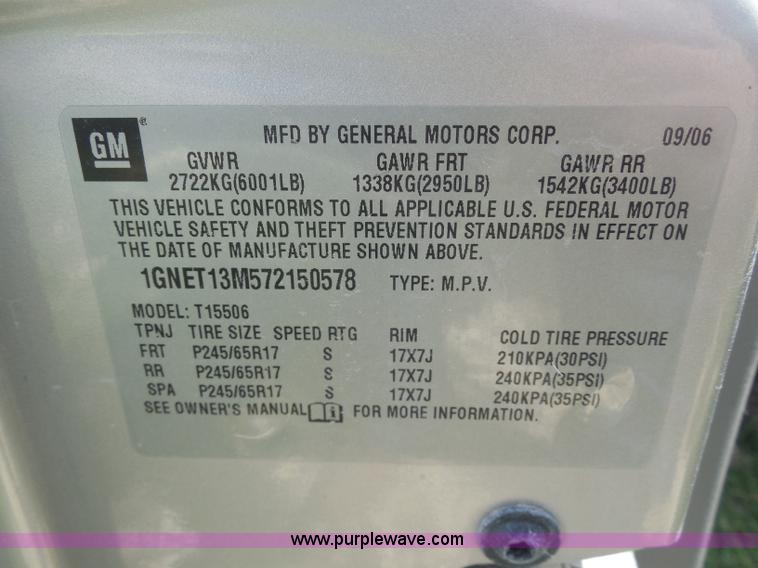 GM ® MFD BY GENERAL MOTORS CORP. 09/06
GVWR GAWR FRT GAWR RR
2722KG(6001LB) 1338KG(2950LB) 1542KG(3400LB)
THIS VEHICLE CONFORMS TO ALL APPLICABLE U.S. FEDERAL MOTOR
VEHICLE SAFETY AND THEFT PREVENTION STANDARDS IN EFFECT ON
THE DATE OF MANUFACTURE SHOWN ABOVE.
1GNET13M572150578 TYPE: M.P.V.
MODEL: T15506
TPNJ TIRE SIZE SPEED RTG RIM COLD TIRE PRESSURE
FRT P245/65R17 S 17X7J 210KPA(30PSI)
RR P245/65R17 S 17X7J 240KPA(35PSI)
SPA P245/65R17 S 17X7J 240KPA(35PSI)
SEE OWNER'S MANUAL FOR MORE INFORMATION.
www.purplewave.com